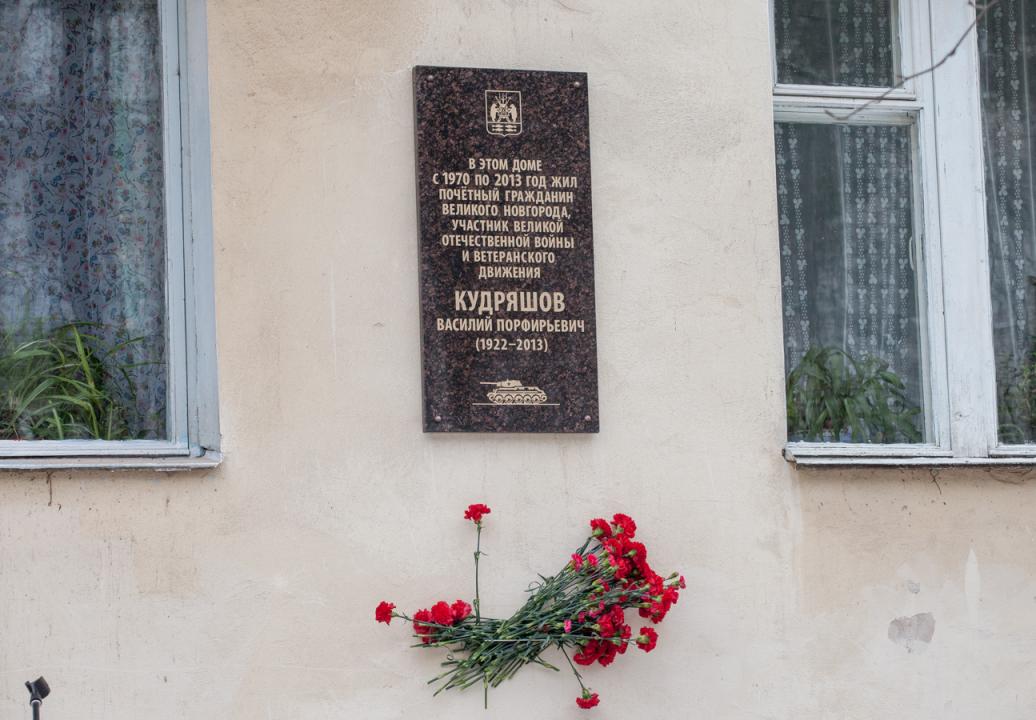 В ЭТОМ ДОМЕ
С 1970 ПО 2013 ГОД ЖИЛ
ПОЧЁТНЫЙ ГРАЖДАНИН
ВЕЛИКОГО НОВГОРОДА,
УЧАСТНИК ВЕЛИКОЙ
ОТЕЧЕСТВЕННОЙ ВОЙНЫ
И ВЕТЕРАНСКОГО
ДВИЖЕНИЯ
КУДРЯШОВ
ВАСИЛИЙ ПОРФИРЬЕВИЧ
(1922–2013)